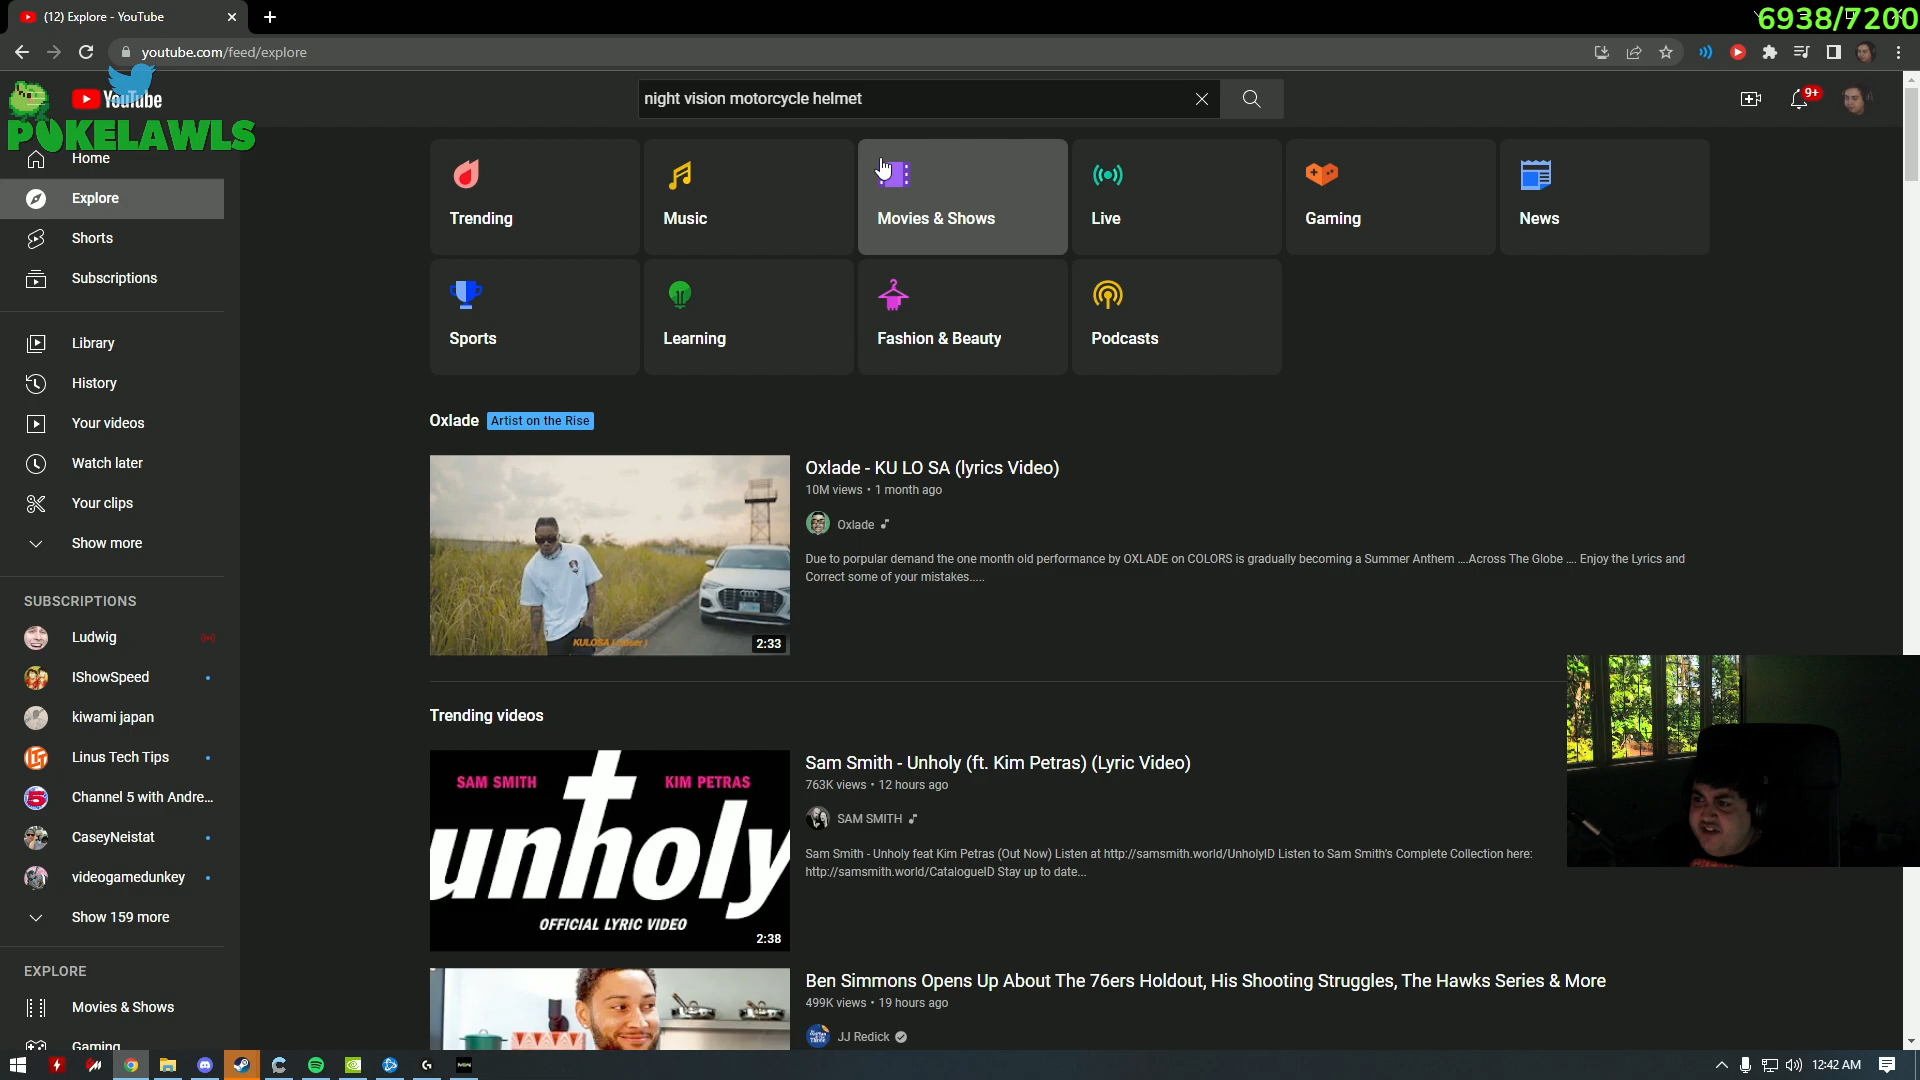 (12) Explore - YouTube
6938/7200
youtube.com/feed/explore
YouTube
POKELAWLS
night vision motorcycle helmet
9+
Home
Explore
Shorts
Subscriptions
Library
History
Your videos
Watch later
Your clips
Show more
SUBSCRIPTIONS
Ludwig
IShowSpeed
kiwami japan
Linus Tech Tips
Channel 5 with Andre...
CaseyNeistat
videogamedunkey
Show 159 more
EXPLORE
Movies & Shows
Gaming
Trending
Music
Movies & Shows
Live
Gaming
News
Sports
Learning
Fashion & Beauty
Podcasts
Oxlade Artist on the Rise
KULOSA ( Cover )
2:33
Oxlade - KU LO SA (lyrics Video)
10M views • 1 month ago
Oxlade
Due to porpular demand the one month old performance by OXLADE on COLORS is gradually becoming a Summer Anthem ....Across The Globe .... Enjoy the Lyrics and
Correct some of your mistakes.....
Trending videos
SAM SMITH KIM PETRAS
unholy
OFFICIAL LYRIC VIDEO
2:38
Sam Smith - Unholy (ft. Kim Petras) (Lyric Video)
763K views • 12 hours ago
SAM SMITH
Sam Smith - Unholy feat Kim Petras (Out Now) Listen at http://samsmith.world/UnholyID Listen to Sam Smith's Complete Collection here:
http://samsmith.world/CatalogueID Stay up to date...
Ben Simmons Opens Up About The 76ers Holdout, His Shooting Struggles, The Hawks Series & More
499K views • 19 hours ago
JJ Redick
12:42 AM